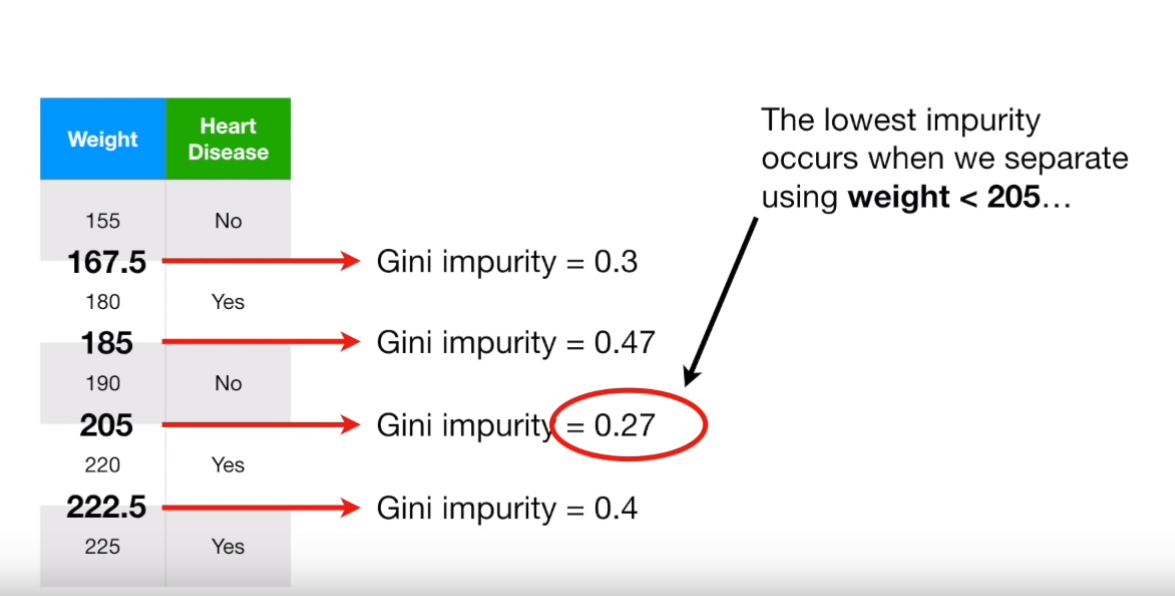 Weight
Heart
Disease
The lowest impurity
occurs when we separate
using weight < 205...
155 No
167.5 Gini impurity = 0.3
180 Yes
185 Gini impurity = 0.47
190 No
205 Gini impurity = 0.27
220 Yes
222.5 Gini impurity = 0.4
225 Yes